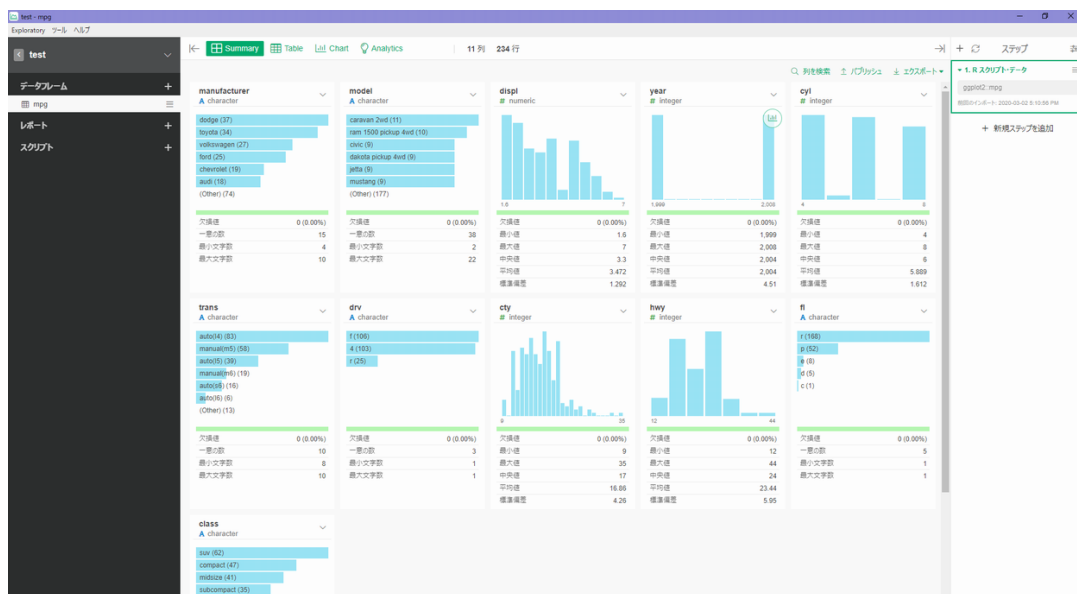 test - mpg
Exploratory ツール ヘルプ
test
Summary Table Chart Analytics 11 列 234 行
ステップ
列を検索 パブリッシュ エクスポート
1. R スクリプト・データ
ggplot2: mpg
前回のインポート: 2020-03-02 5:10:56 PM
新規ステップを追加
データフレーム
mpg
レポート
スクリプト
manufacturer
A character
dodge (37)
toyota (34)
volkswagen (27)
ford (25)
chevrolet (19)
audi (18)
(Other) (74)
欠損値 0 (0.00%)
一意の数 15
最小文字数 4
最大文字数 10
model
A character
caravan 2wd (11)
ram 1500 pickup 4wd (10)
civic (9)
dakota pickup 4wd (9)
jetta (9)
mustang (9)
(Other) (177)
欠損値 0 (0.00%)
一意の数 38
最小文字数 2
最大文字数 22
displ
# numeric
1.6 7
欠損値 0 (0.00%)
最小値 1.6
最大値 7
中央値 3.3
平均値 3.472
標準偏差 1.292
year
# integer
1,999 2,008
欠損値 0 (0.00%)
最小値 1,999
最大値 2,008
中央値 2,004
平均値 2,004
標準偏差 4.51
cyl
# integer
4 8
欠損値 0 (0.00%)
最小値 4
最大値 8
中央値 6
平均値 5.889
標準偏差 1.612
trans
A character
auto(l4) (83)
manual(m5) (58)
auto(l5) (39)
manual(m6) (19)
auto(s6) (16)
auto(l6) (6)
(Other) (13)
欠損値 0 (0.00%)
一意の数 10
最小文字数 8
最大文字数 10
drv
A character
f (106)
4 (103)
r (25)
欠損値 0 (0.00%)
一意の数 3
最小文字数 1
最大文字数 1
cty
# integer
9 35
欠損値 0 (0.00%)
最小値 9
最大値 35
中央値 17
平均値 16.86
標準偏差 4.26
hwy
# integer
12 44
欠損値 0 (0.00%)
最小値 12
最大値 44
中央値 24
平均値 23.44
標準偏差 5.95
fl
A character
r (168)
p (52)
e (8)
d (5)
c (1)
欠損値 0 (0.00%)
一意の数 5
最小文字数 1
最大文字数 1
class
A character
suv (62)
compact (47)
midsize (41)
subcompact (35)